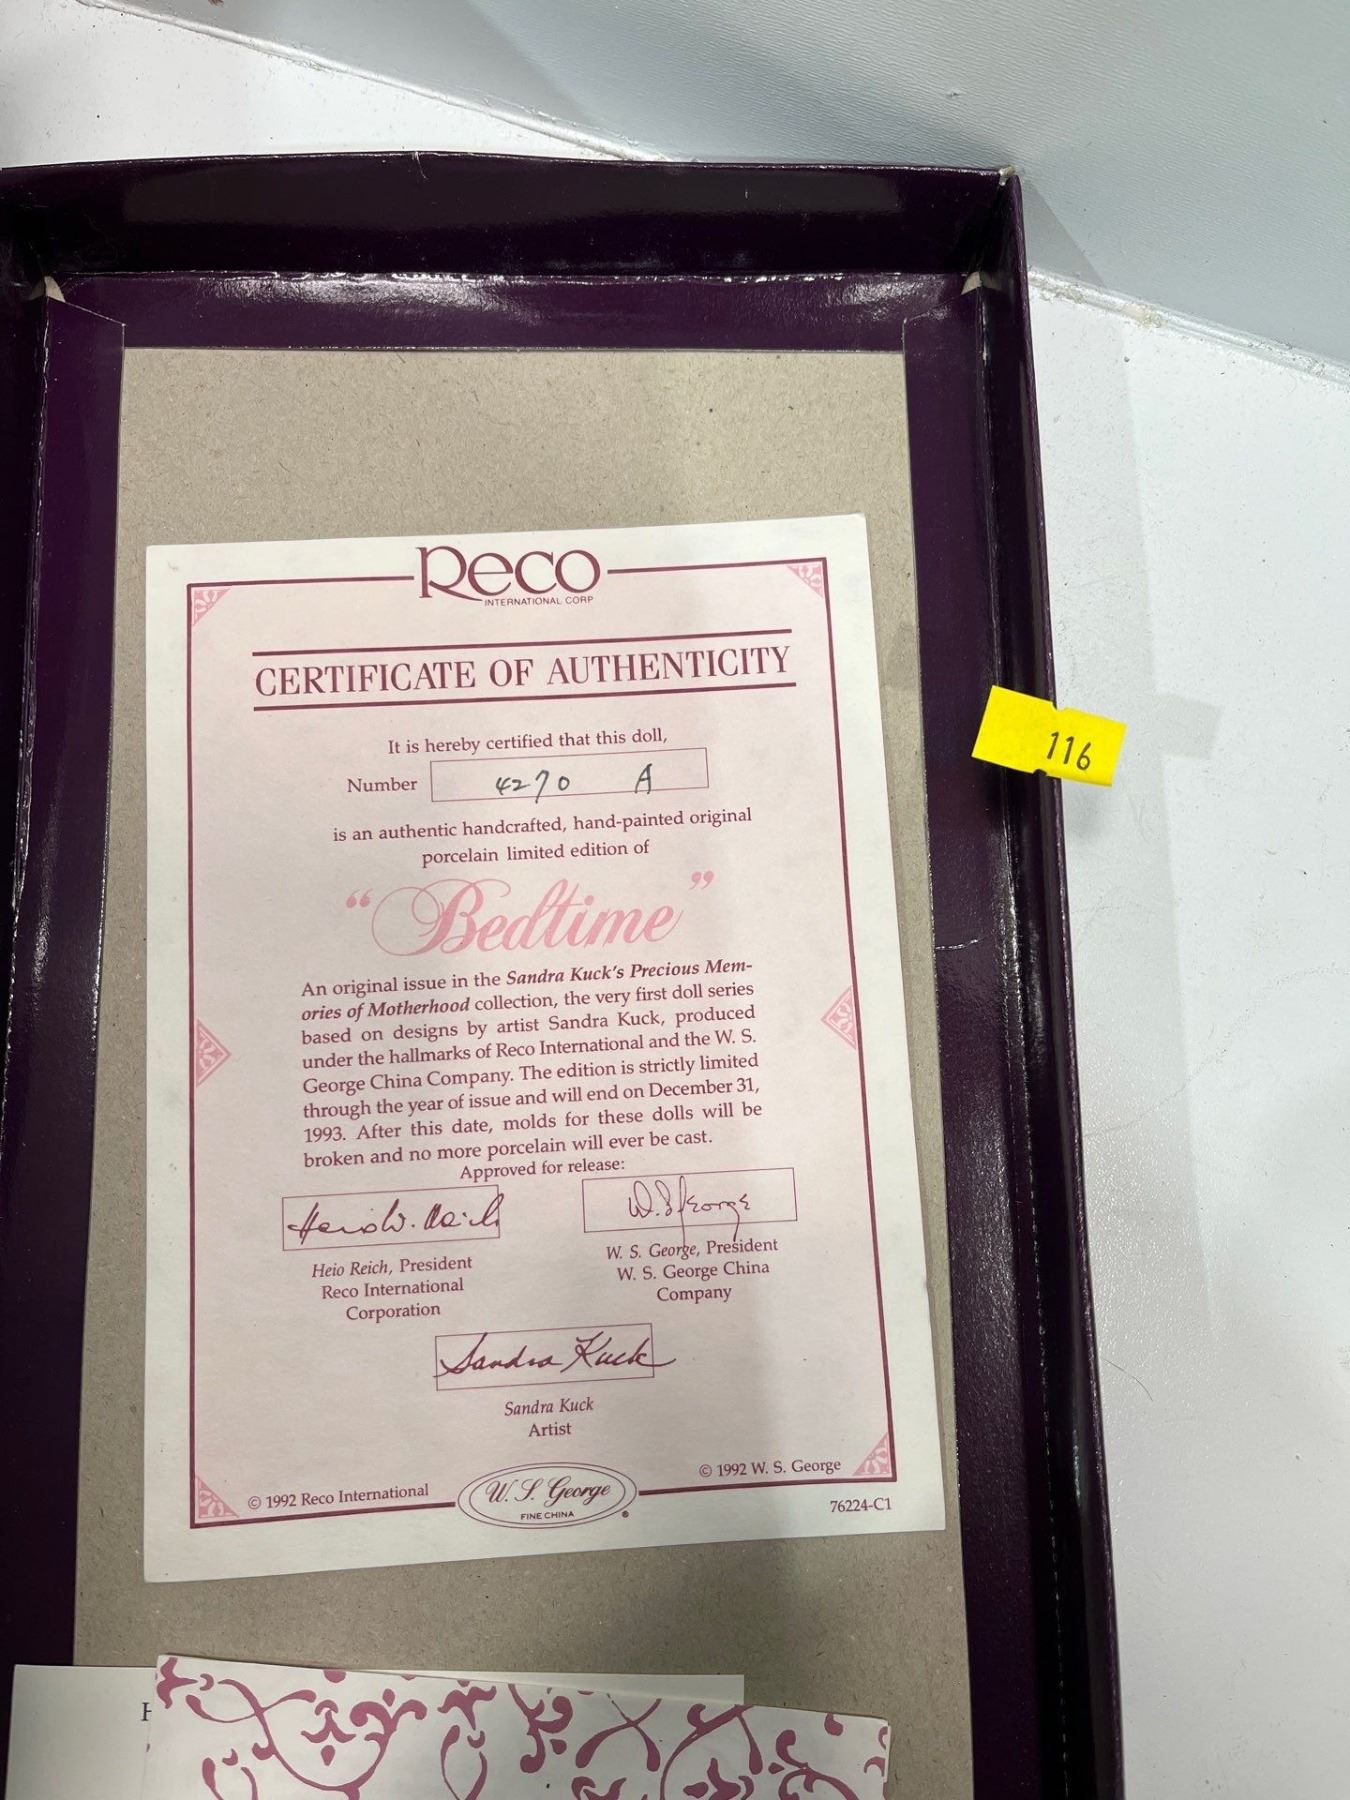 Reco
INTERNATIONAL CORP
CERTIFICATE OF AUTHENTICITY
It is hereby certified that this doll,
Number 4270 A
is an authentic handcrafted, hand-painted original
porcelain limited edition of
“Bedtime”
An original issue in the Sandra Kuck's Precious Mem-
ories of Motherhood collection, the very first doll series
based on designs by artist Sandra Kuck, produced
under the hallmarks of Reco International and the W. S.
George China Company. The edition is strictly limited
through the year of issue and will end on December 31,
1993. After this date, molds for these dolls will be
broken and no more porcelain will ever be cast.
Approved for release:
Heio W. Reich
Heio Reich, President
Reco International
Corporation
W. S. George
W. S. George, President
W. S. George China
Company
Sandra Kuck
Sandra Kuck
Artist
© 1992 Reco International
W. S. George
FINE CHINA
®
© 1992 W. S. George
76224-C1
116